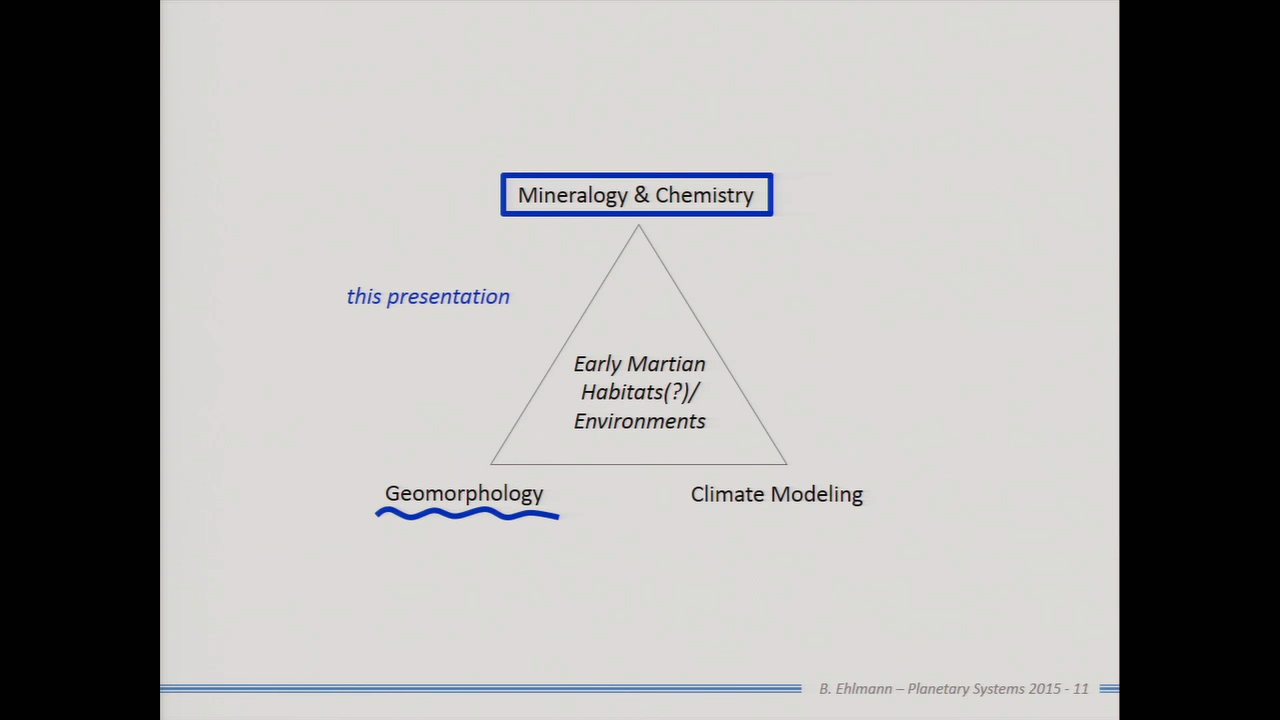 Mineralogy & Chemistry
this presentation
Early Martian
Habitats(?)/
Environments
Geomorphology
Climate Modeling
B. Ehlmann – Planetary Systems 2015 - 11